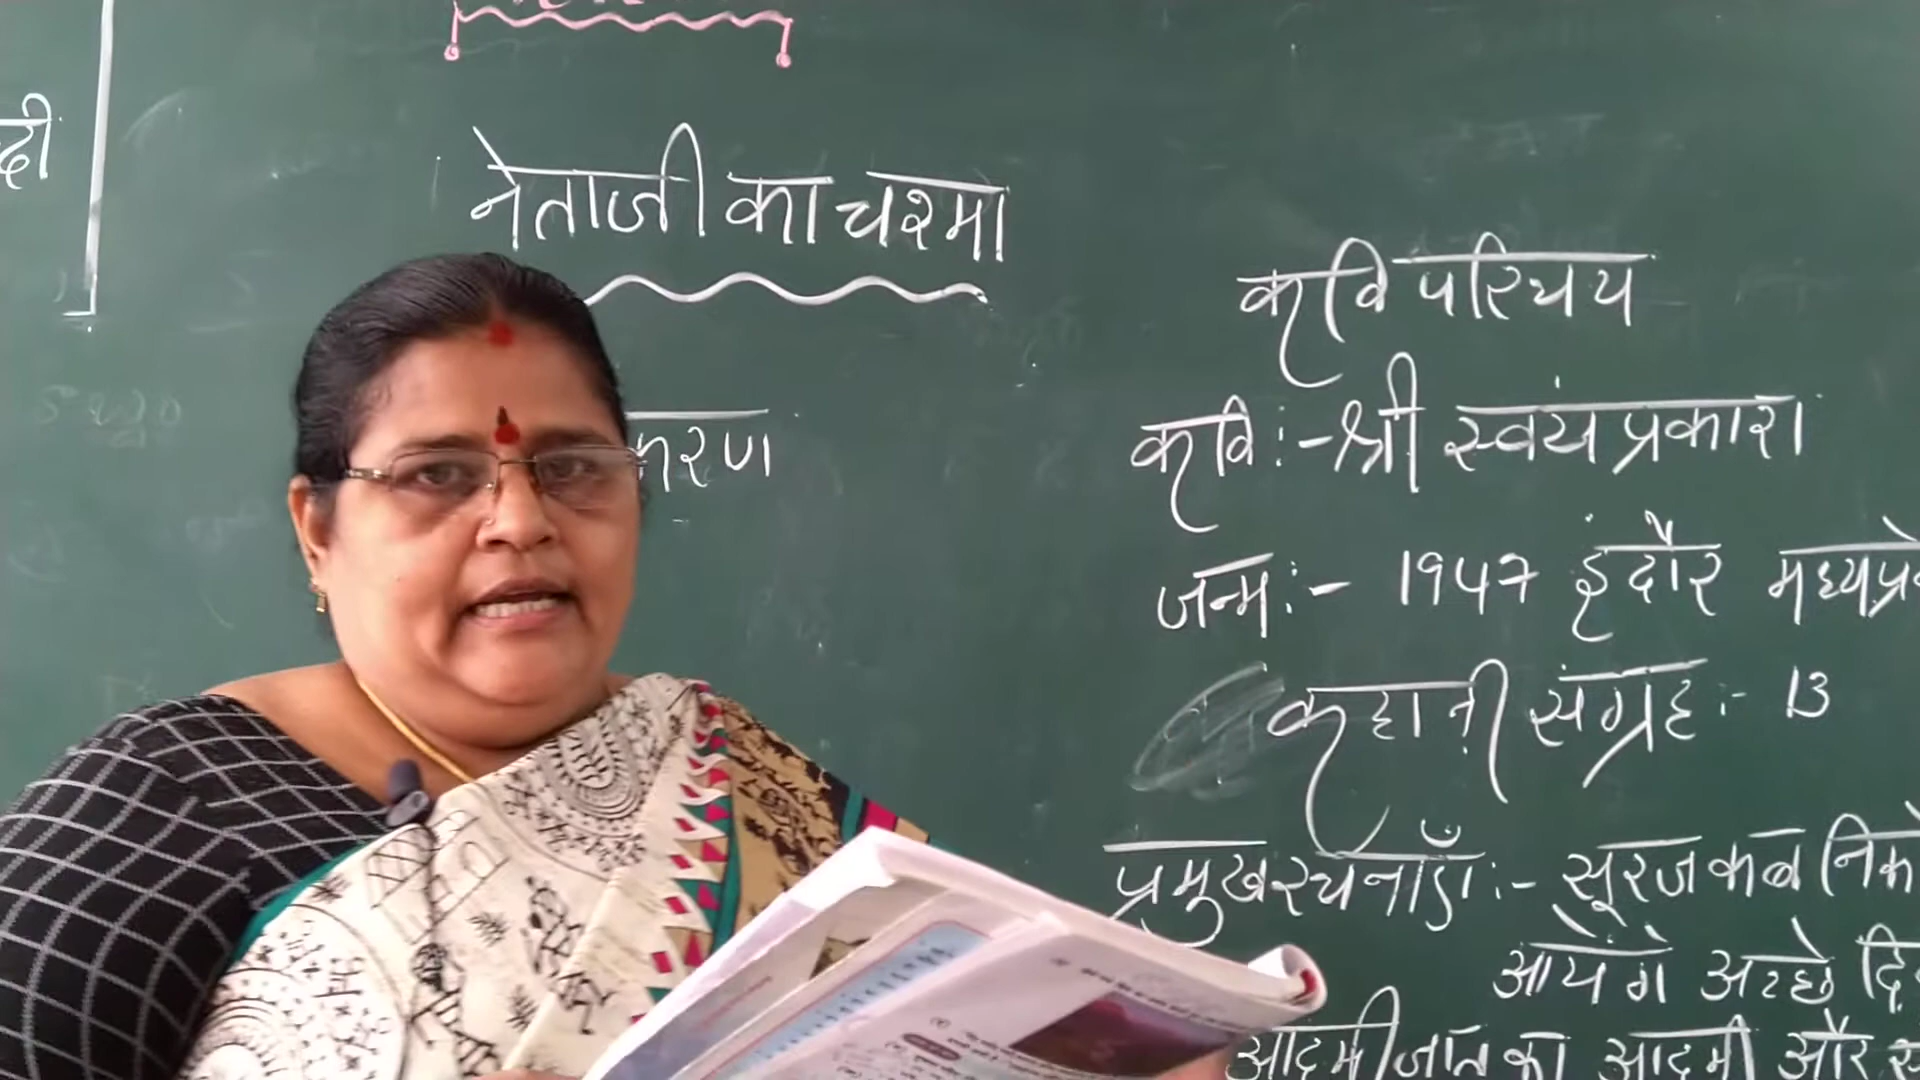 नेताजी का चश्मा
कवि परिचय
कवि :- श्री स्वयं प्रकाश
जन्म :- 1947 इंदौर
कहानी संग्रह :- 13
प्रमुख रचनाएँ :- सूरज कब
आयेंगे अच्छे
आदमी जात का आदमी और